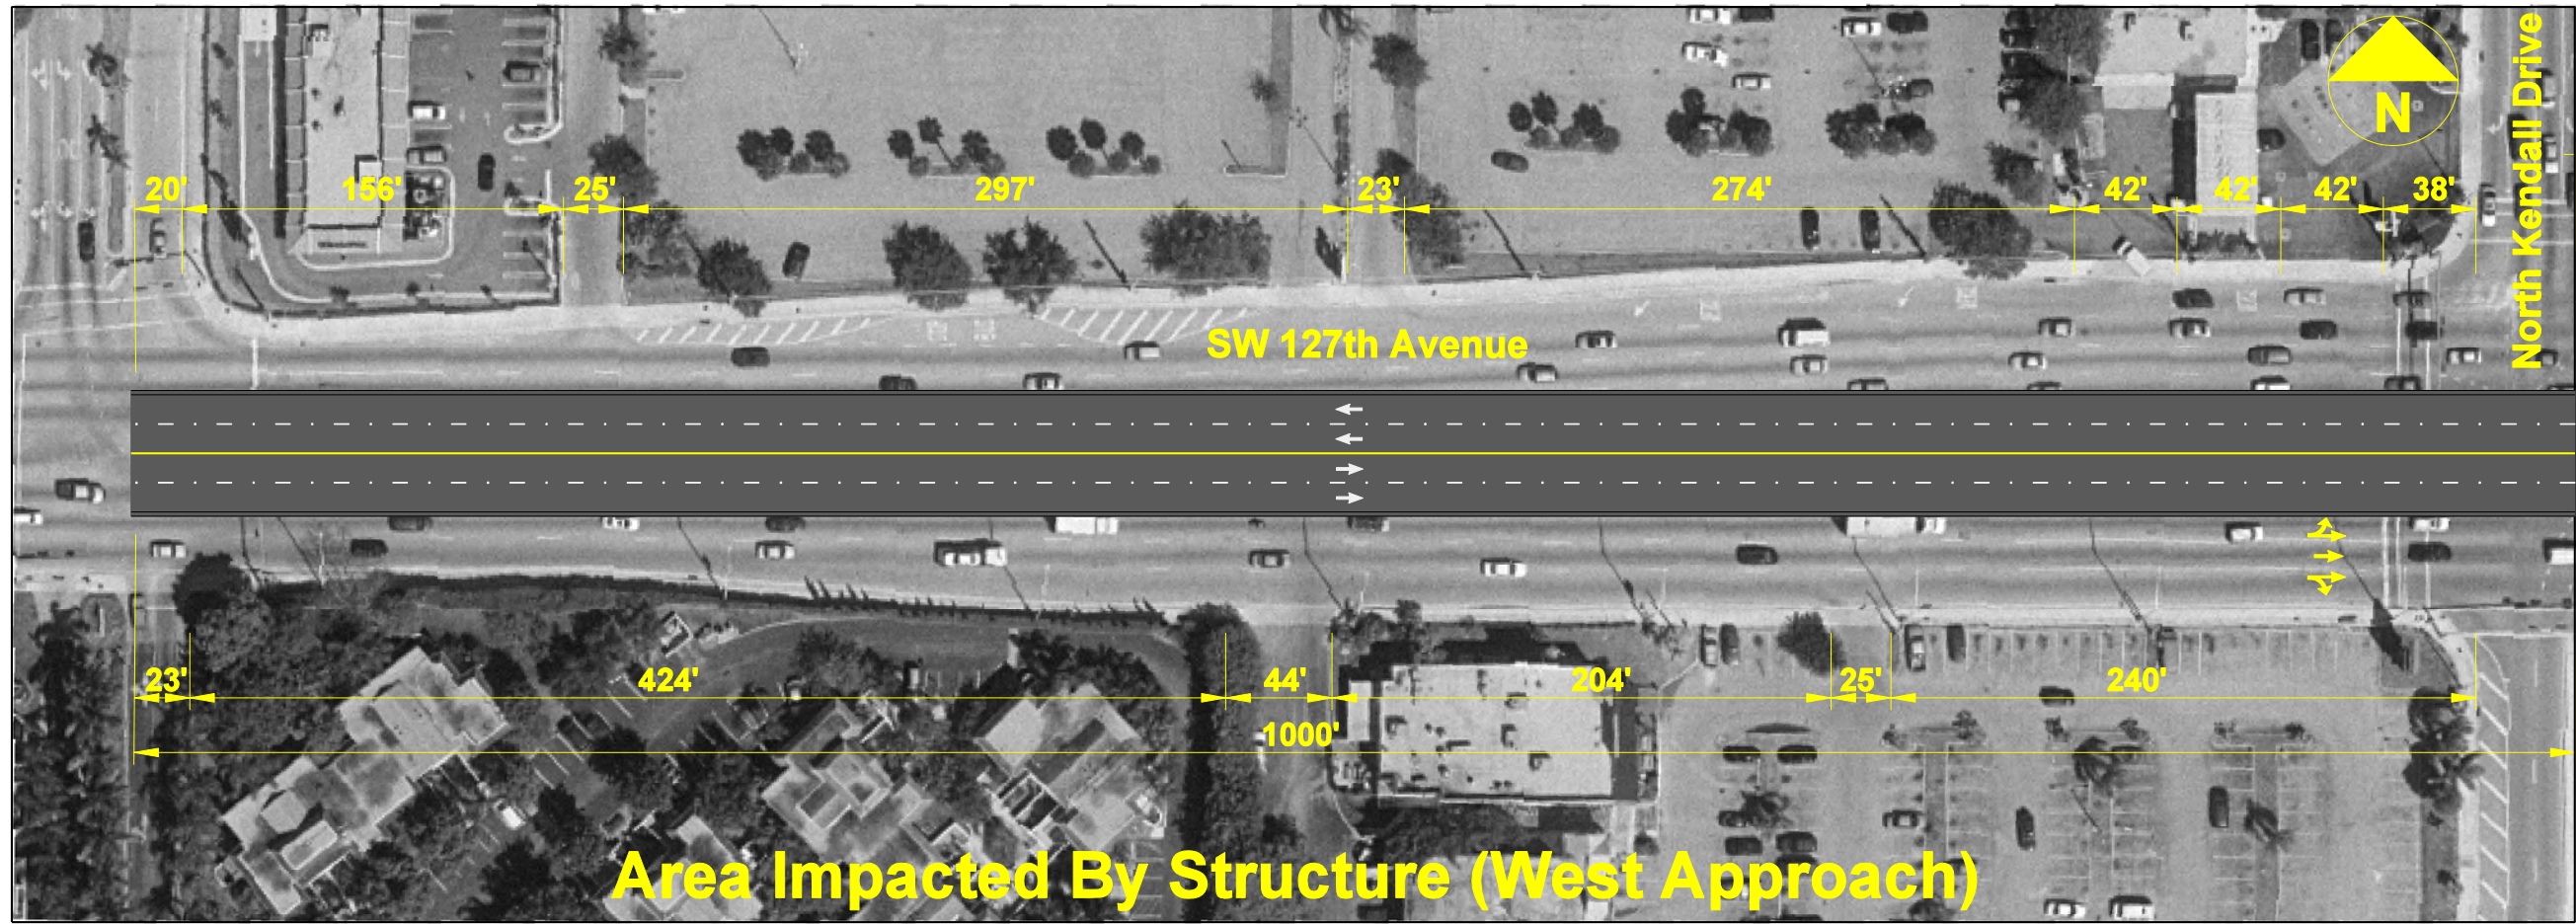 North Kendall Drive
N
20' 156' 25' 297' 23' 274' 42' 42' 42' 38'
SW 127th Avenue
23' 424' 44' 204' 25' 240'
1000'
Area Impacted By Structure (West Approach)